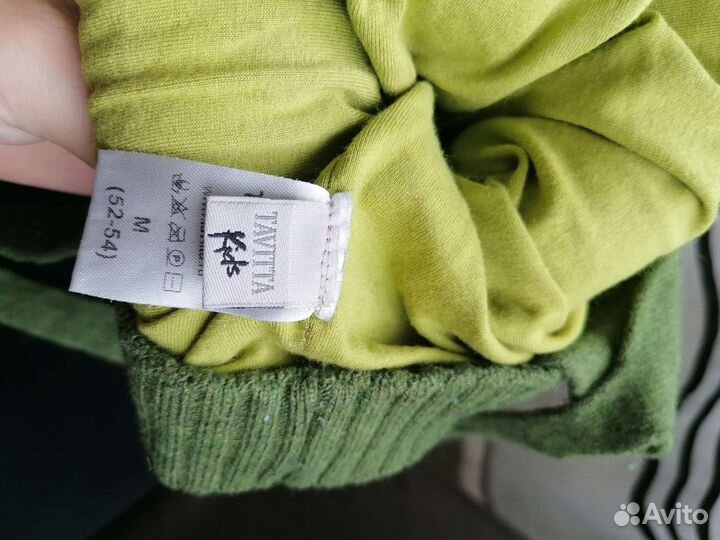 TAVITTA
Kids
M
(52-54)
Avito